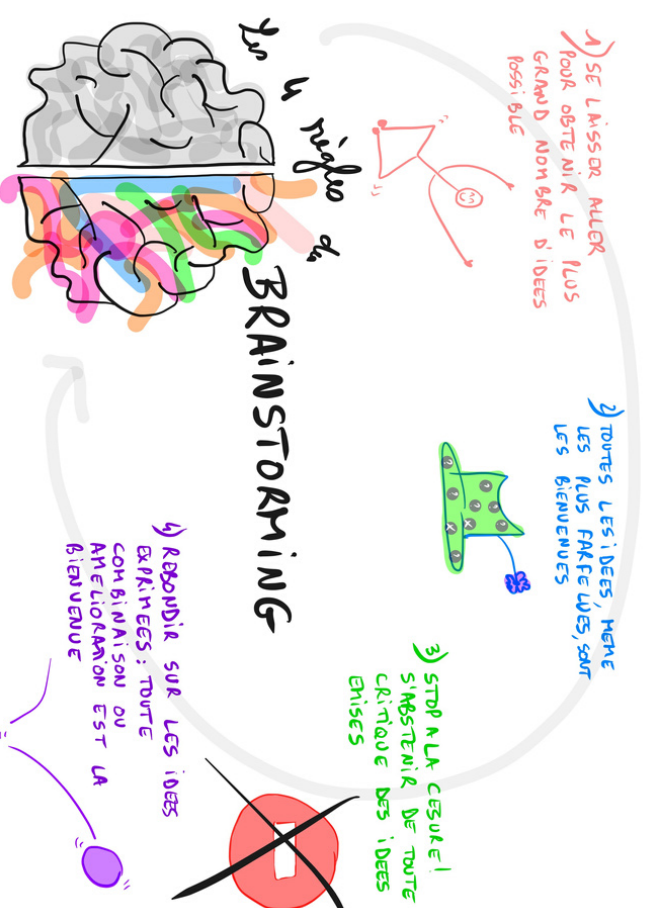 Les 4 règles du
BRAINSTORMING
1) SE LAISSER ALLER
POUR OBTENIR LE PLUS
GRAND NOMBRE D'IDEES
POSSIBLE
2) TOUTES LES IDEES, MEME
LES PLUS FARFELUES, SONT
LES BIENVENUES
3) STOP A LA CESURE!
S'ABSTENIR DE TOUTE
CRITIQUE DES IDEES
EMISES
4) REBONDIR SUR LES IDEES
EXPRIMEES : TOUTE
COMBINAISON OU
AMELIORATION EST LA
BIENVENUE